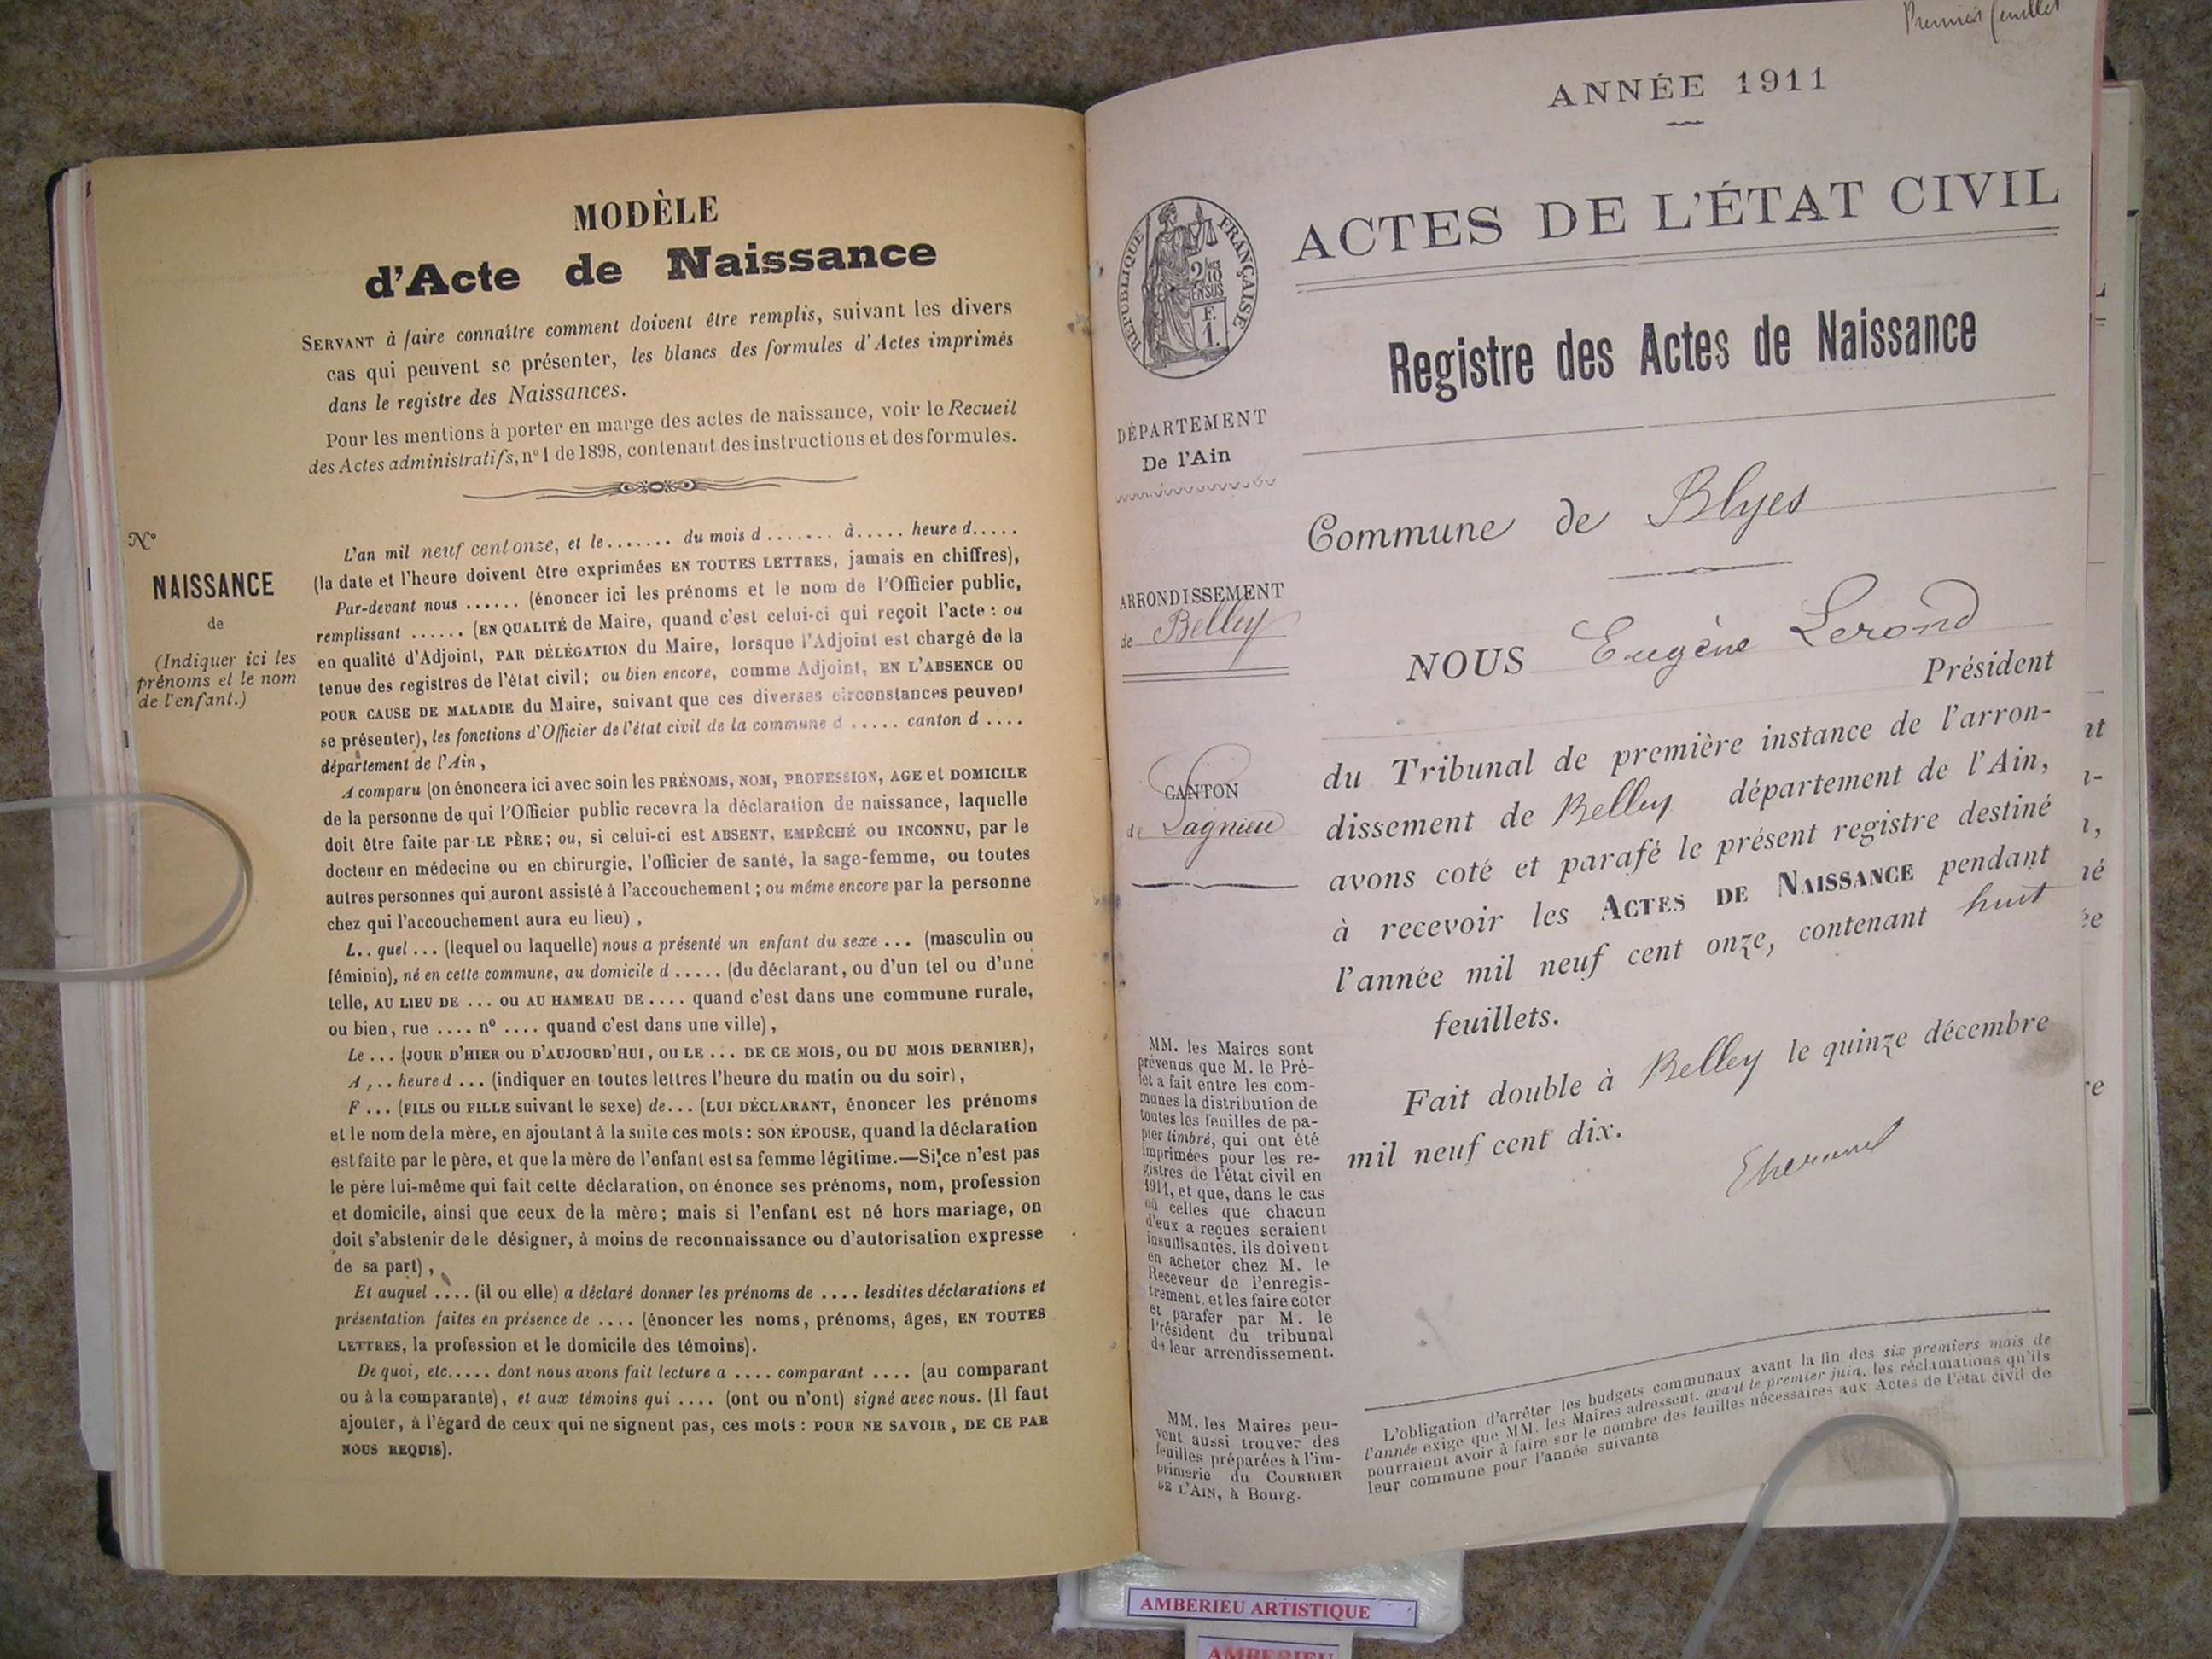 MODÈLE
d'Acte de Naissance
SERVANT à faire connaître comment doivent être remplis, suivant les divers
cas qui peuvent se présenter, les blancs des formules d'Actes imprimés
dans le registre des Naissances.
Pour les mentions à porter en marge des actes de naissance, voir le Recueil
des Actes administratifs, n° 1 de 1898, contenant des instructions et des formules.
N°
NAISSANCE
de
(Indiquer ici les
prénoms et le nom
de l'enfant.)
L'an mil neuf cent onze, et le ....... du mois d ....... à ..... heure d.....
(la date et l'heure doivent être exprimées EN TOUTES LETTRES, jamais en chiffres),
Par-devant nous ...... (énoncer ici les prénoms et le nom de l'Officier public,
remplissant ...... (EN QUALITÉ de Maire, quand c'est celui-ci qui reçoit l'acte : ou
en qualité d'Adjoint, PAR DÉLÉGATION du Maire, lorsque l'Adjoint est chargé de la
tenue des registres de l'état civil; ou bien encore, comme Adjoint, EN L'ABSENCE OU
POUR CAUSE DE MALADIE du Maire, suivant que ces diverses circonstances peuvent
se présenter), les fonctions d'Officier de l'état civil de la commune d ..... canton d ....
département de l'Ain,
A comparu (on énoncera ici avec soin les PRÉNOMS, NOM, PROFESSION, AGE et DOMICILE
de la personne de qui l'Officier public recevra la déclaration de naissance, laquelle
doit être faite par LE PÈRE; ou, si celui-ci est ABSENT, EMPÊCHÉ OU INCONNU, par le
docteur en médecine ou en chirurgie, l'officier de santé, la sage-femme, ou toutes
autres personnes qui auront assisté à l'accouchement; ou même encore par la personne
chez qui l'accouchement aura eu lieu),
L.. quel ... (lequel ou laquelle) nous a présenté un enfant du sexe ... (masculin ou
féminin), né en cette commune, au domicile d ..... (du déclarant, ou d'un tel ou d'une
telle, AU LIEU DE ... OU AU HAMEAU DE .... quand c'est dans une commune rurale,
ou bien, rue .... n° .... quand c'est dans une ville),
Le ... (JOUR D'HIER OU D'AUJOURD'HUI, OU LE ... DE CE MOIS, OU DU MOIS DERNIER),
A ,.. heure d ... (indiquer en toutes lettres l'heure du matin ou du soir),
F ... (FILS OU FILLE suivant le sexe) de... (LUI DÉCLARANT, énoncer les prénoms
et le nom de la mère, en ajoutant à la suite ces mots : SON ÉPOUSE, quand la déclaration
est faite par le père, et que la mère de l'enfant est sa femme légitime.—Si ce n'est pas
le père lui-même qui fait cette déclaration, on énonce ses prénoms, nom, profession
et domicile, ainsi que ceux de la mère; mais si l'enfant est né hors mariage, on
doit s'abstenir de le désigner, à moins de reconnaissance ou d'autorisation expresse
de sa part),
Et auquel .... (il ou elle) a déclaré donner les prénoms de .... lesdites déclarations et
présentation faites en présence de .... (énoncer les noms, prénoms, âges, EN TOUTES
LETTRES, la profession et le domicile des témoins).
De quoi, etc..... dont nous avons fait lecture a .... comparant .... (au comparant
ou à la comparante), et aux témoins qui .... (ont ou n'ont) signé avec nous. (Il faut
ajouter, à l'égard de ceux qui ne signent pas, ces mots : POUR NE SAVOIR, DE CE PAR
NOUS REQUIS).
Premier feuillet
ANNÉE 1911
ACTES DE L'ÉTAT CIVIL
RÉPUBLIQUE FRANÇAISE
2/10
EN SUS
F.
1.
Registre des Actes de Naissance
DÉPARTEMENT
De l'Ain
Commune de Blyes
ARRONDISSEMENT
de Belley
NOUS Eugène Lerond
Président
CANTON
de Lagnieu
du Tribunal de première instance de l'arron-
dissement de Belley département de l'Ain,
avons coté et parafé le présent registre destiné
à recevoir les ACTES DE NAISSANCE pendant
l'année mil neuf cent onze, contenant huit
feuillets.
Fait double à Belley le quinze décembre
mil neuf cent dix.
MM. les Maires sont
prévenus que M. le Pré-
fet a fait entre les com-
munes la distribution de
toutes les feuilles de pa-
pier timbré, qui ont été
imprimées pour les re-
gistres de l'état civil en
1911, et que, dans le cas
où celles que chacun
d'eux a reçues seraient
insuffisantes, ils doivent
en acheter chez M. le
Receveur de l'enregis-
trement, et les faire coter
et parafer par M. le
Président du tribunal
de leur arrondissement.
MM. les Maires peu-
vent aussi trouver des
feuilles préparées à l'im-
primerie du COURRIER
DE L'AIN, à Bourg.
L'obligation d'arrêter les budgets communaux avant la fin des six premiers mois de
l'année exige que MM. les Maires adressent, avant le premier juin, les réclamations qu'ils
pourraient avoir à faire sur le nombre des feuilles nécessaires aux Actes de l'état civil de
leur commune pour l'année suivante
AMBERIEU ARTISTIQUE
AMBERIEU